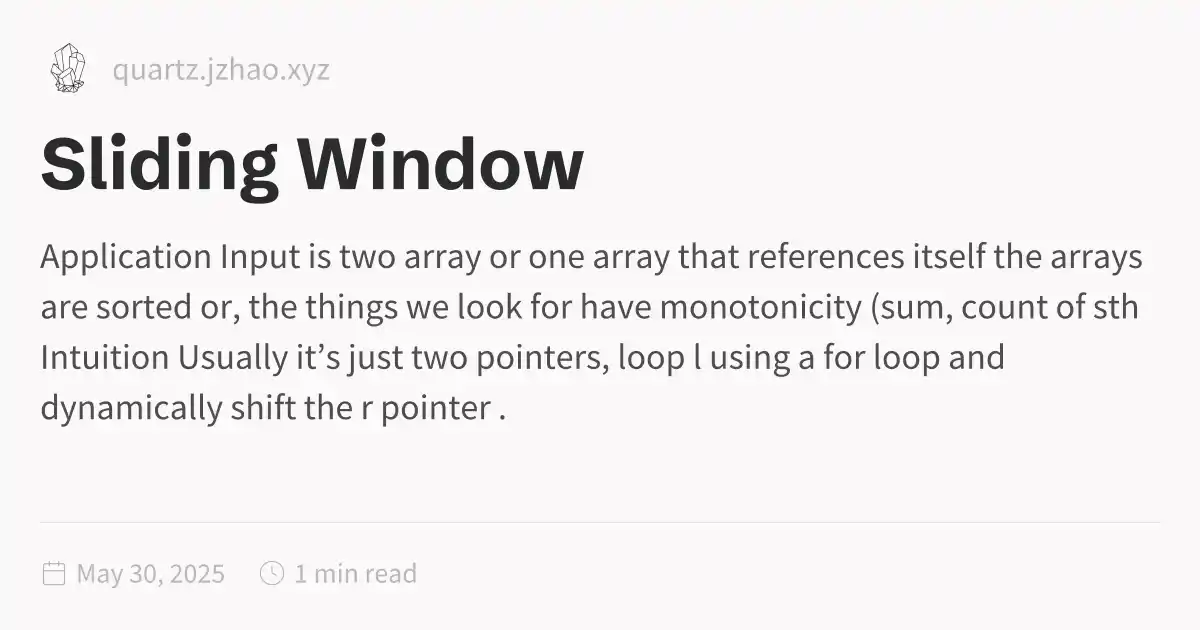 quartz.jzhao.xyz
Sliding Window
Application Input is two array or one array that references itself the arrays
are sorted or, the things we look for have monotonicity (sum, count of sth
Intuition Usually it’s just two pointers, loop l using a for loop and
dynamically shift the r pointer .
May 30, 2025
1 min read